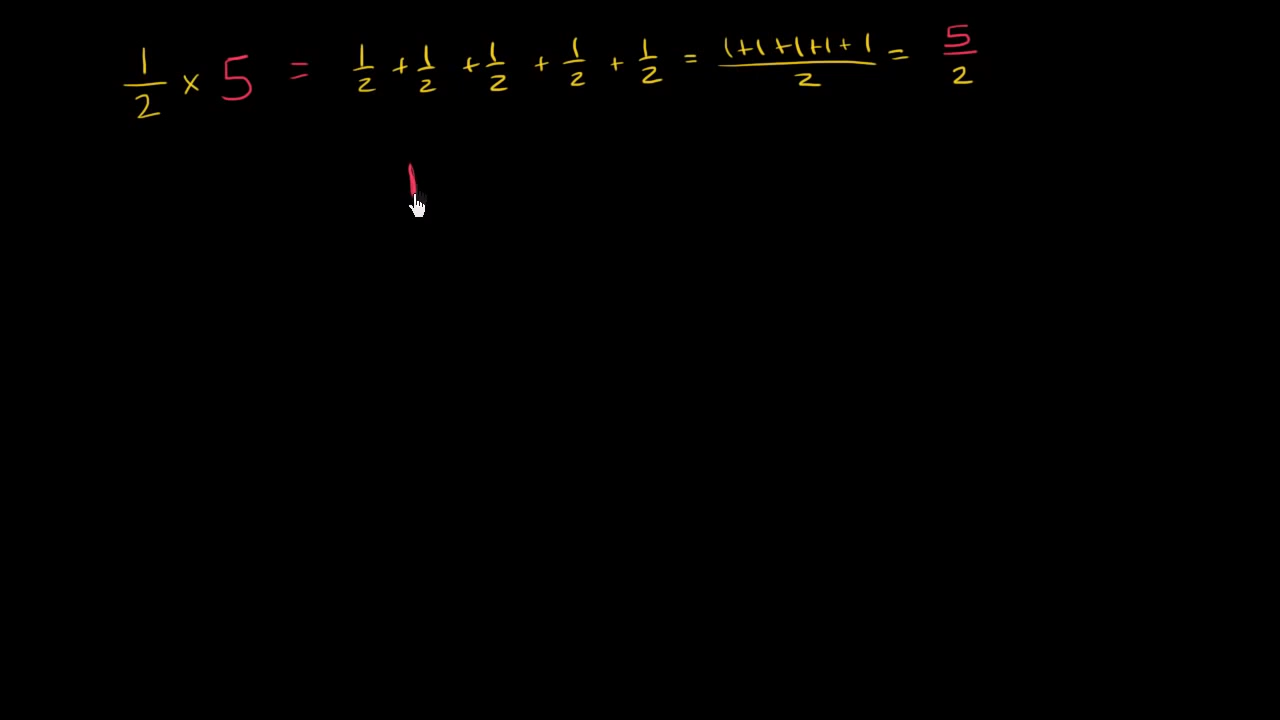 1/2 × 5 = 1/2 + 1/2 + 1/2 + 1/2 + 1/2 = (1+1+1+1+1)/2 = 5/2